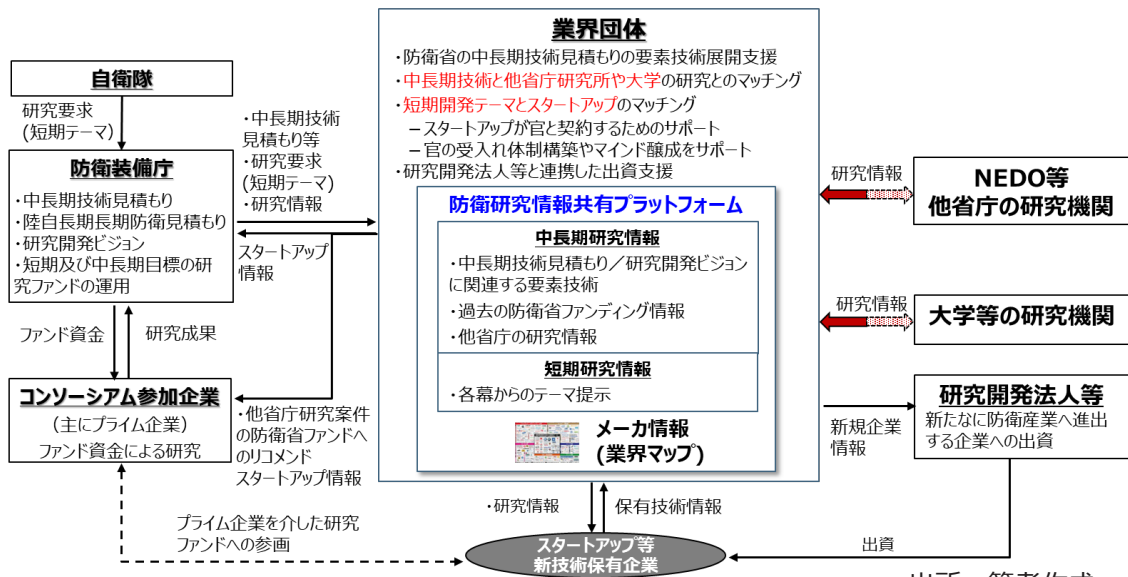 自衛隊
研究要求
(短期テーマ)
防衛装備庁
・中長期技術見積もり
・陸自長期長期防衛見積もり
・研究開発ビジョン
・短期及び中長期目標の研
究ファンドの運用
ファンド資金
研究成果
コンソーシアム参加企業
(主にプライム企業)
ファンド資金による研究
・中長期技術
見積もり等
・研究要求
(短期テーマ)
・研究情報
スタートアップ
情報
・他省庁研究案件
の防衛省ファンドへ
のリコメンド
スタートアップ情報
プライム企業を介した研究
ファンドへの参画
業界団体
・防衛省の中長期技術見積もりの要素技術展開支援
・中長期技術と他省庁研究所や大学の研究とのマッチング
・短期開発テーマとスタートアップのマッチング
－スタートアップが官と契約するためのサポート
－官の受入れ体制構築やマインド醸成をサポート
・研究開発法人等と連携した出資支援
防衛研究情報共有プラットフォーム
中長期研究情報
・中長期技術見積もり／研究開発ビジョン
に関連する要素技術
・過去の防衛省ファンディング情報
・他省庁の研究情報
短期研究情報
・各幕からのテーマ提示
メーカ情報
(業界マップ)
・研究情報
保有技術情報
スタートアップ等
新技術保有企業
研究情報
NEDO等
他省庁の研究機関
研究情報
大学等の研究機関
新規企業
情報
研究開発法人等
新たに防衛産業へ進出
する企業への出資
出資